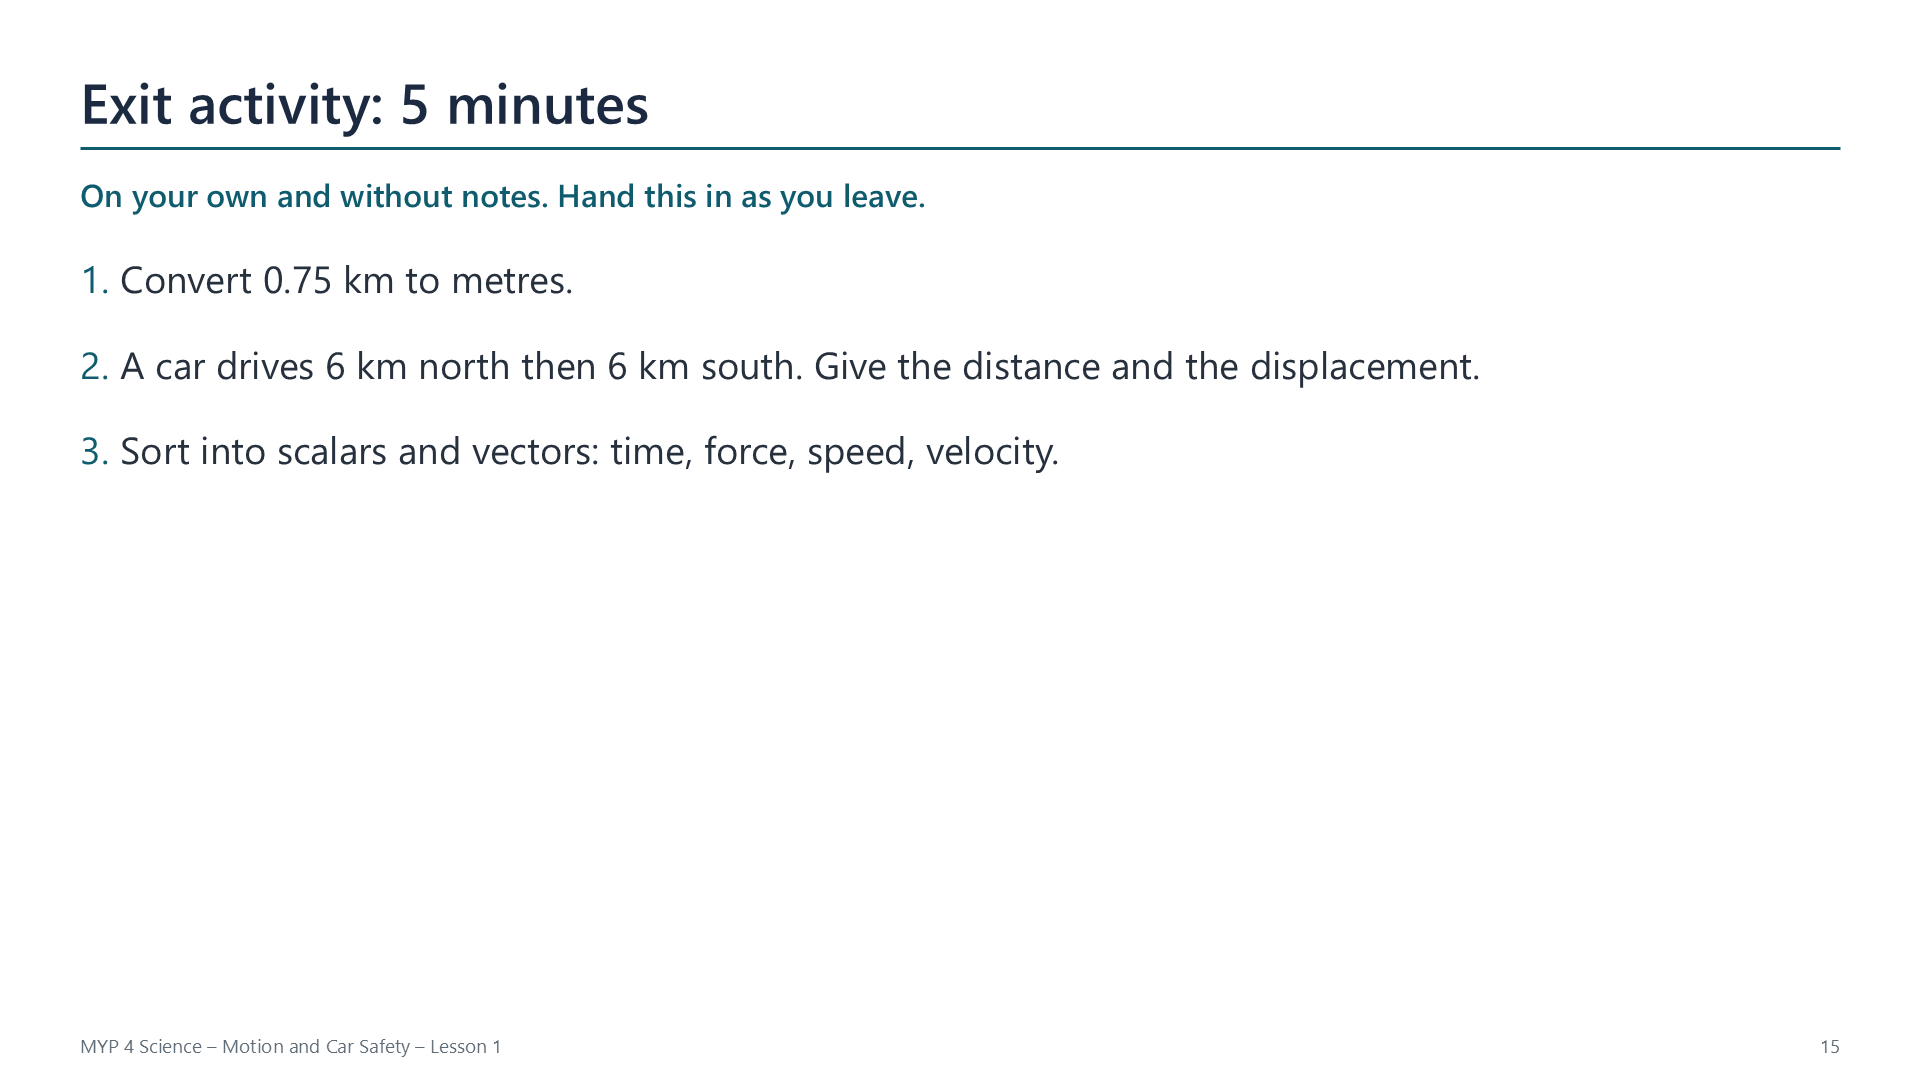 Exit activity: 5 minutes
On your own and without notes. Hand this in as you leave.
1. Convert 0.75 km to metres.
2. A car drives 6 km north then 6 km south. Give the distance and the displacement.
3. Sort into scalars and vectors: time, force, speed, velocity.
MYP 4 Science – Motion and Car Safety – Lesson 1
15